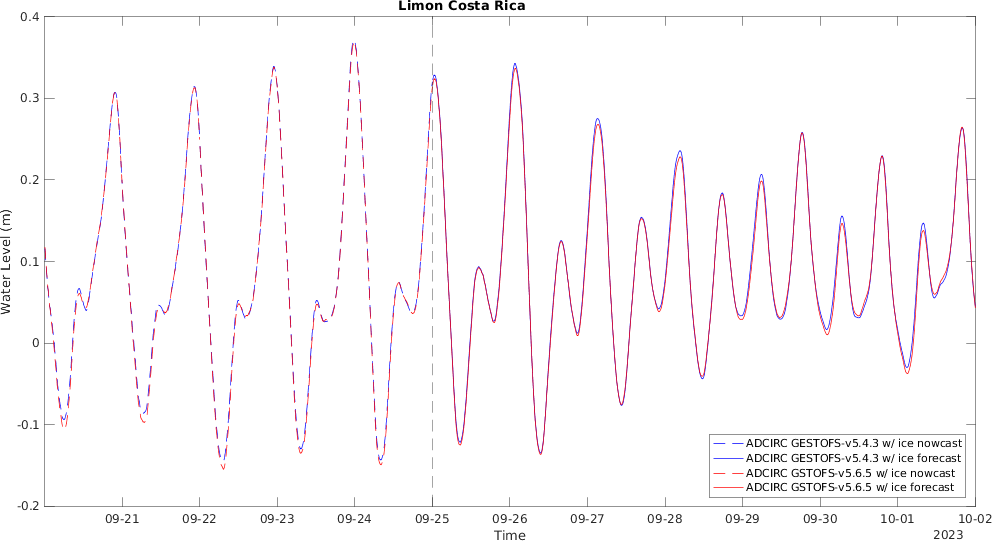 Limon Costa Rica
0.4
0.3
0.2
0.1
0
-0.1
-0.2
Water Level (m)
ADCIRC GESTOFS-v5.4.3 w/ ice nowcast
ADCIRC GESTOFS-v5.4.3 w/ ice forecast
ADCIRC GSTOFS-v5.6.5 w/ ice nowcast
ADCIRC GSTOFS-v5.6.5 w/ ice forecast
09-21 09-22 09-23 09-24 09-25 09-26 09-27 09-28 09-29 09-30 10-01 10-02
Time
2023